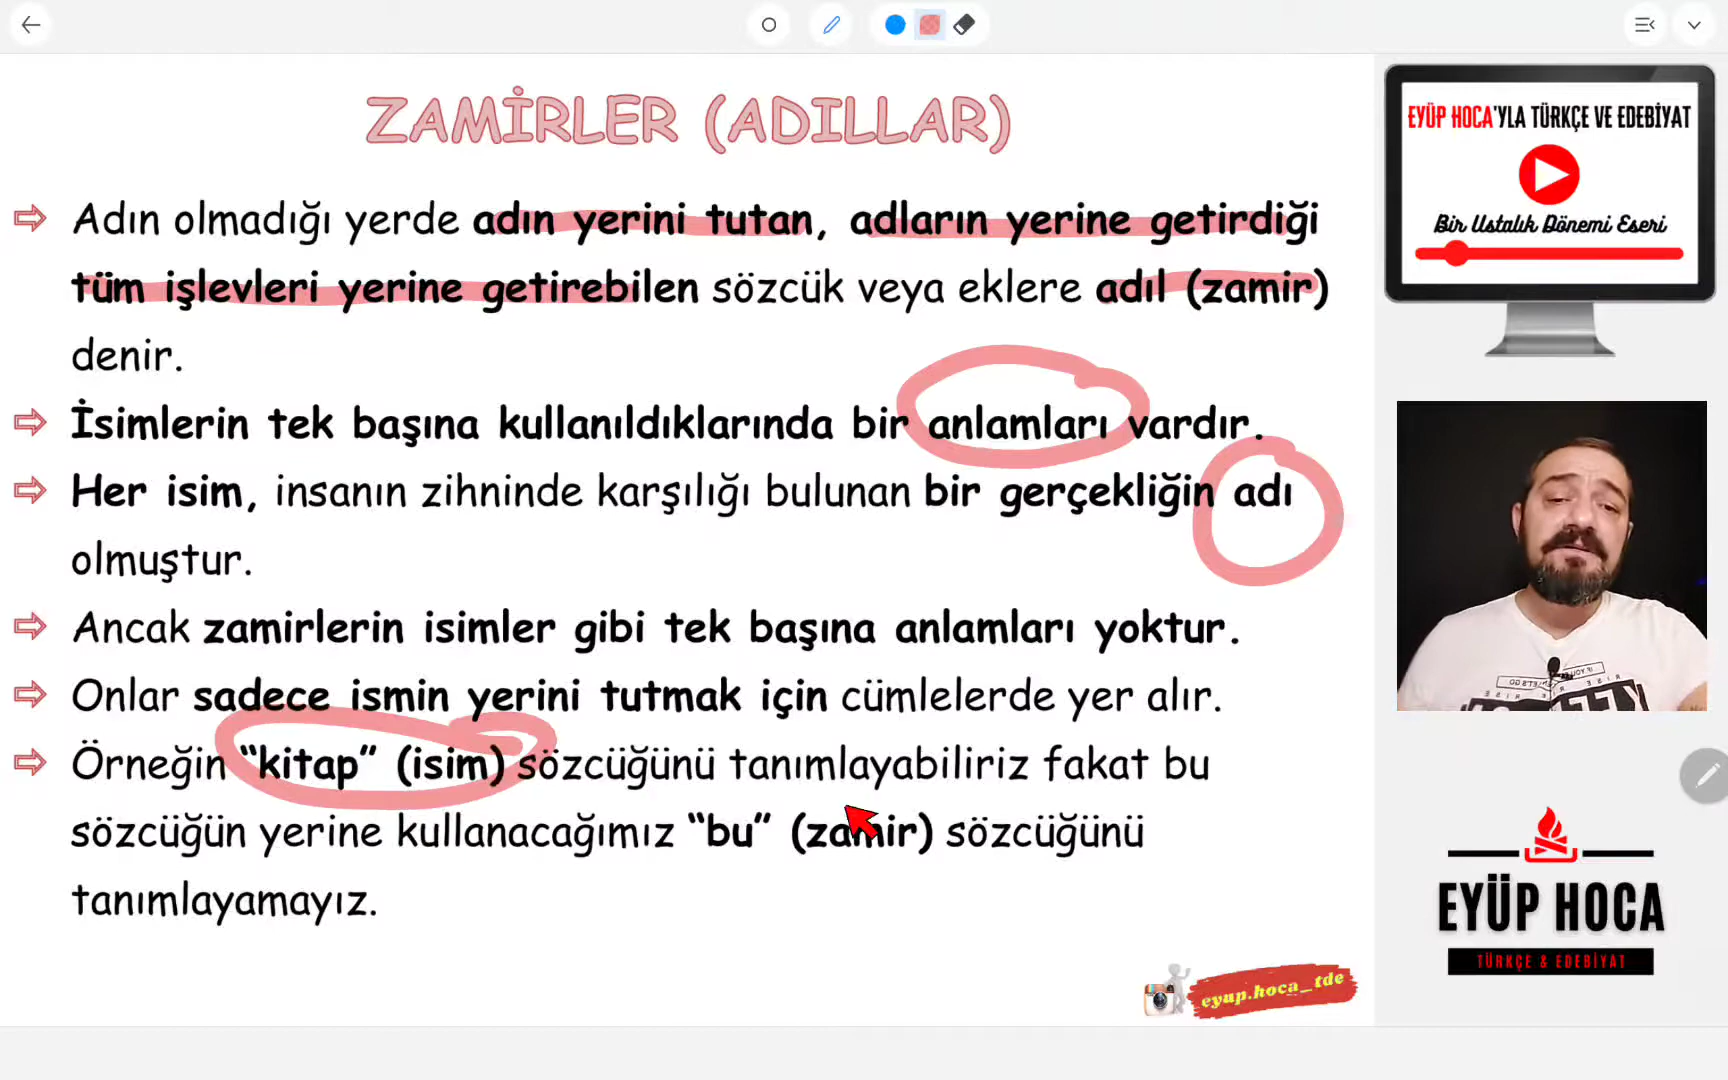 ZAMİRLER (ADILLAR)
Adın olmadığı yerde adın yerini tutan, adların yerine getirdiği
tüm işlevleri yerine getirebilen sözcük veya eklere adıl (zamir)
denir.
İsimlerin tek başına kullanıldıklarında bir anlamları vardır.
Her isim, insanın zihninde karşılığı bulunan bir gerçekliğin adı
olmuştur.
Ancak zamirlerin isimler gibi tek başına anlamları yoktur.
Onlar sadece ismin yerini tutmak için cümlelerde yer alır.
Örneğin “kitap” (isim) sözcüğünü tanımlayabiliriz fakat bu
sözcüğün yerine kullanacağımız “bu” (zamir) sözcüğünü
tanımlayamayız.
eyup.hoca_tde
EYÜP HOCA'YLA TÜRKÇE VE EDEBİYAT
Bir Ustalık Dönemi Eseri
EYÜP HOCA
TÜRKÇE & EDEBİYAT